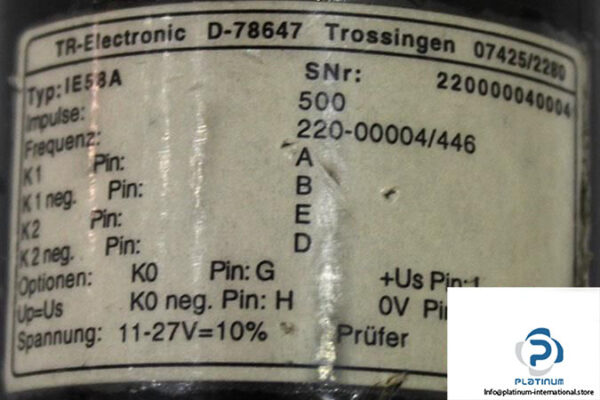 TR-Electronic D-78647 Trossingen 07425/2280
Typ: IE58A SNr: 220000040004
Impulse: 500
Frequenz: 220-00004/446
K1 Pin: A
K1 neg. Pin: B
K2 Pin: E
K2 neg. Pin: D
Optionen: K0 Pin: G +Us Pin:
Up=Us K0 neg. Pin: H 0V
Spannung: 11-27V=10% Prüfer
PLATINUM
Info@platinum-international.store